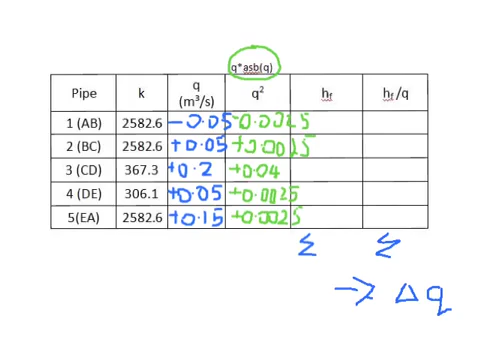 q*asb(q)
Pipe k q (m³/s) q² hf hf/q
1 (AB) 2582.6 -0.05 -0.0025
2 (BC) 2582.6 +0.05 +0.0025
3 (CD) 367.3 +0.2 +0.04
4 (DE) 306.1 +0.05 +0.0025
5(EA) 2582.6 +0.15 +0.0025
Σ Σ
→ Δq